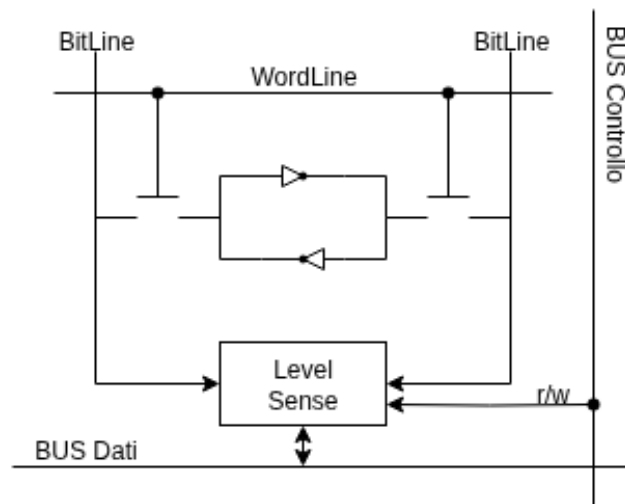 BitLine
BitLine
WordLine
BUS Controllo
Level
Sense
r/w
BUS Dati